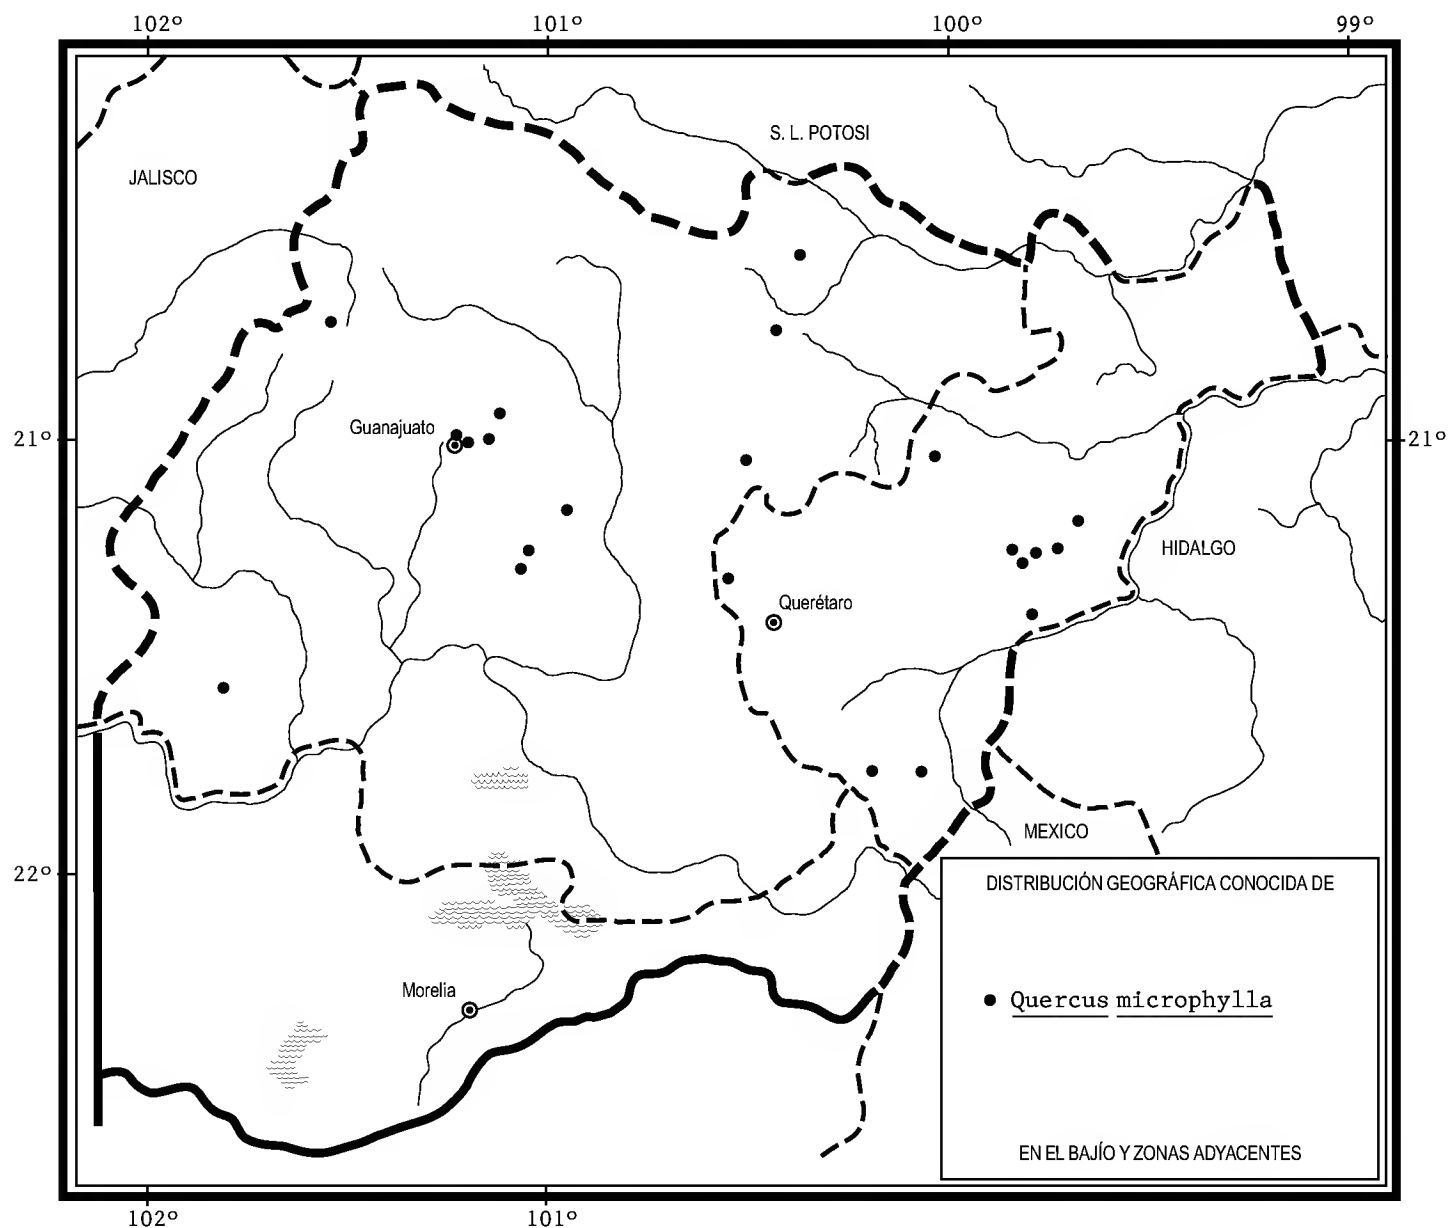 102º 101º 100º 99º
S. L. POTOSI
JALISCO
Guanajuato
21º 21º
HIDALGO
Querétaro
MEXICO
22º
DISTRIBUCIÓN GEOGRÁFICA CONOCIDA DE
Morelia
Quercus microphylla
EN EL BAJÍO Y ZONAS ADYACENTES
102º 101º